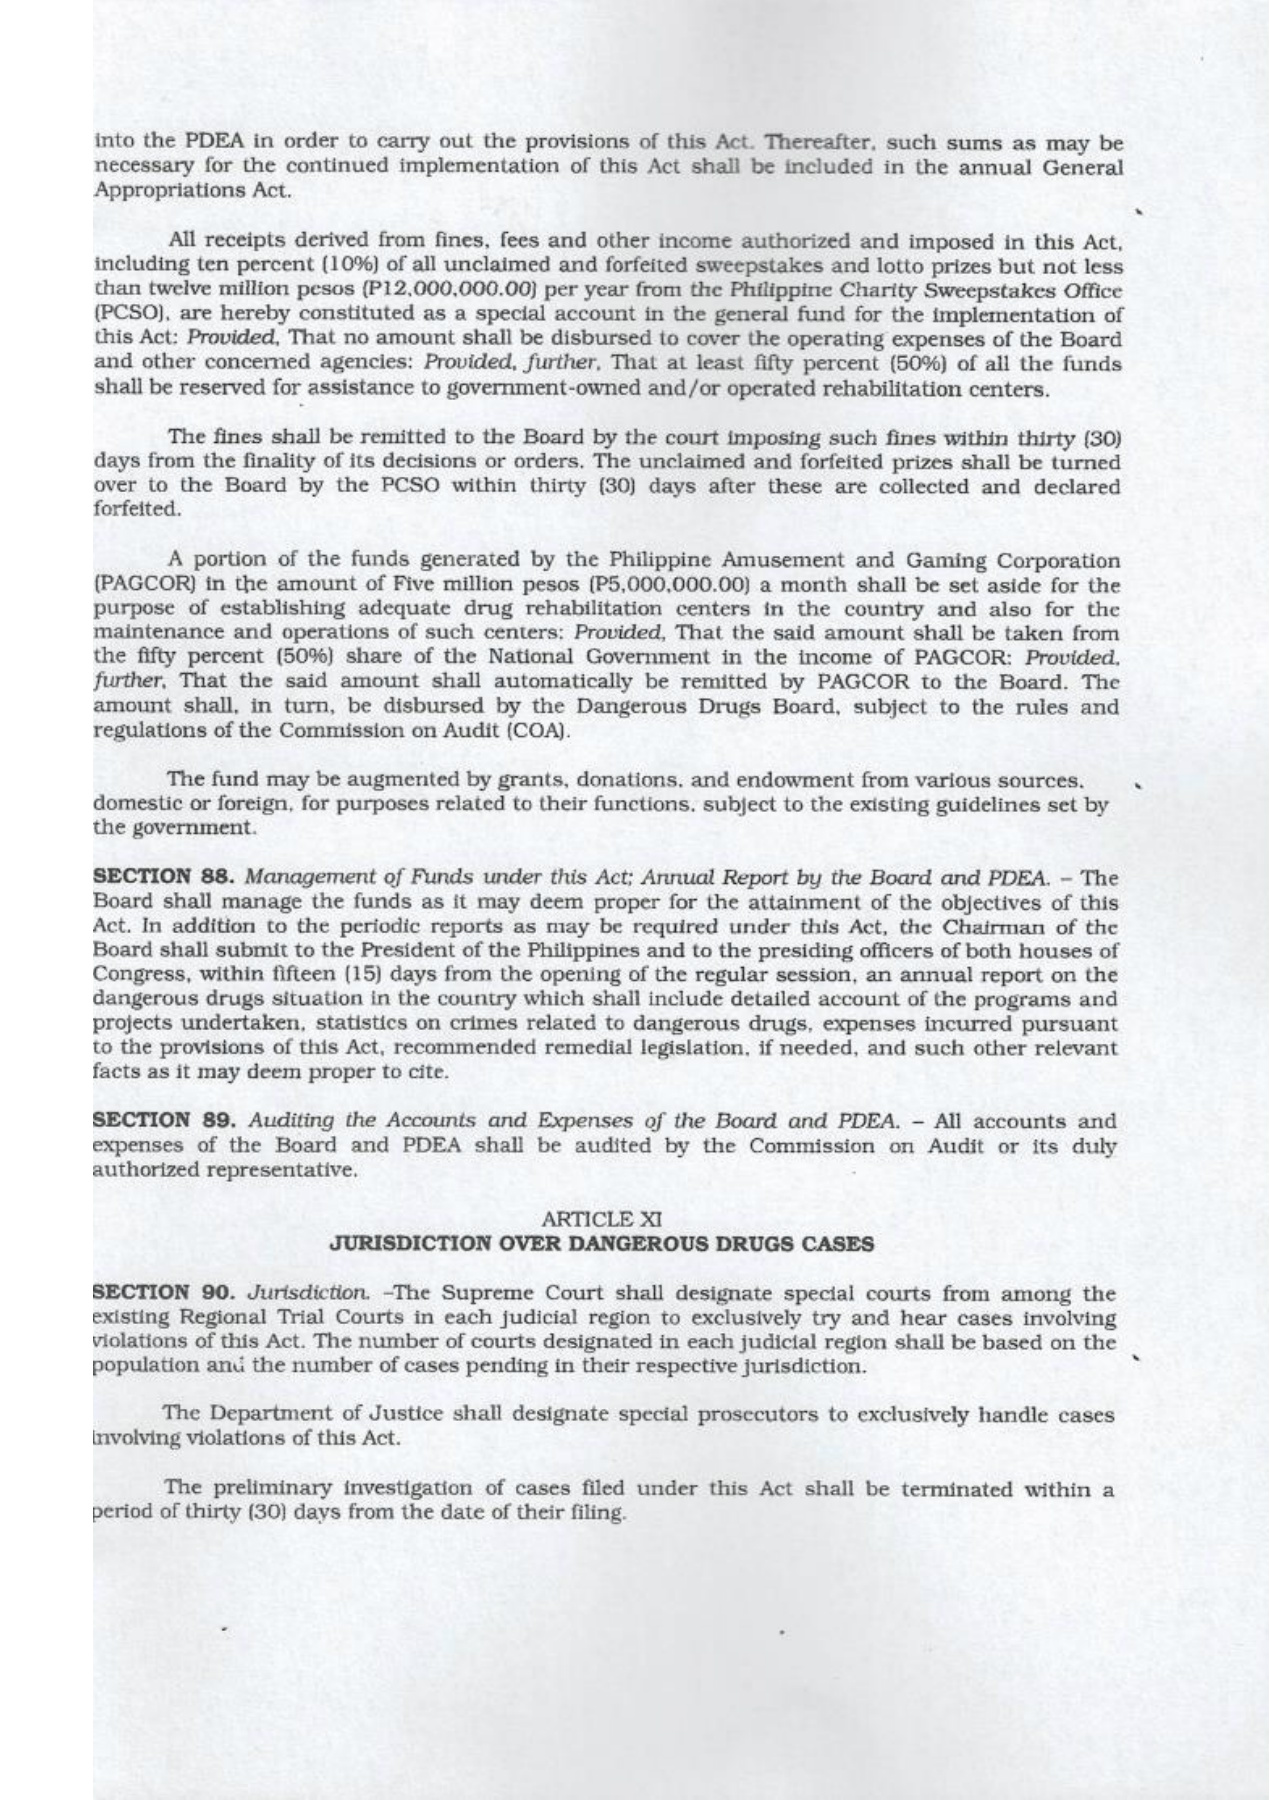 into the PDEA in order to carry out the provisions of this Act. Thereafter, such sums as may be
necessary for the continued implementation of this Act shall be included in the annual General
Appropriations Act.
All receipts derived from fines, fees and other income authorized and imposed in this Act,
including ten percent (10%) of all unclaimed and forfeited sweepstakes and lotto prizes but not less
than twelve million pesos (P12,000,000.00) per year from the Philippine Charity Sweepstakes Office
(PCSO), are hereby constituted as a special account in the general fund for the implementation of
this Act: Provided, That no amount shall be disbursed to cover the operating expenses of the Board
and other concerned agencies: Provided, further, That at least fifty percent (50%) of all the funds
shall be reserved for assistance to government-owned and/or operated rehabilitation centers.
The fines shall be remitted to the Board by the court imposing such fines within thirty (30)
days from the finality of its decisions or orders. The unclaimed and forfeited prizes shall be turned
over to the Board by the PCSO within thirty (30) days after these are collected and declared
forfeited.
A portion of the funds generated by the Philippine Amusement and Gaming Corporation
(PAGCOR) in the amount of Five million pesos (P5,000,000.00) a month shall be set aside for the
purpose of establishing adequate drug rehabilitation centers in the country and also for the
maintenance and operations of such centers: Provided, That the said amount shall be taken from
the fifty percent (50%) share of the National Government in the income of PAGCOR: Provided,
further, That the said amount shall automatically be remitted by PAGCOR to the Board. The
amount shall, in turn, be disbursed by the Dangerous Drugs Board, subject to the rules and
regulations of the Commission on Audit (COA).
The fund may be augmented by grants, donations, and endowment from various sources,
domestic or foreign, for purposes related to their functions, subject to the existing guidelines set by
the government.
SECTION 88. Management of Funds under this Act; Annual Report by the Board and PDEA. – The
Board shall manage the funds as it may deem proper for the attainment of the objectives of this
Act. In addition to the periodic reports as may be required under this Act, the Chairman of the
Board shall submit to the President of the Philippines and to the presiding officers of both houses of
Congress, within fifteen (15) days from the opening of the regular session, an annual report on the
dangerous drugs situation in the country which shall include detailed account of the programs and
projects undertaken, statistics on crimes related to dangerous drugs, expenses incurred pursuant
to the provisions of this Act, recommended remedial legislation, if needed, and such other relevant
facts as it may deem proper to cite.
SECTION 89. Auditing the Accounts and Expenses of the Board and PDEA. – All accounts and
expenses of the Board and PDEA shall be audited by the Commission on Audit or its duly
authorized representative.
ARTICLE XI
JURISDICTION OVER DANGEROUS DRUGS CASES
SECTION 90. Jurisdiction. –The Supreme Court shall designate special courts from among the
existing Regional Trial Courts in each judicial region to exclusively try and hear cases involving
violations of this Act. The number of courts designated in each judicial region shall be based on the
population and the number of cases pending in their respective jurisdiction.
The Department of Justice shall designate special prosecutors to exclusively handle cases
involving violations of this Act.
The preliminary investigation of cases filed under this Act shall be terminated within a
period of thirty (30) days from the date of their filing.